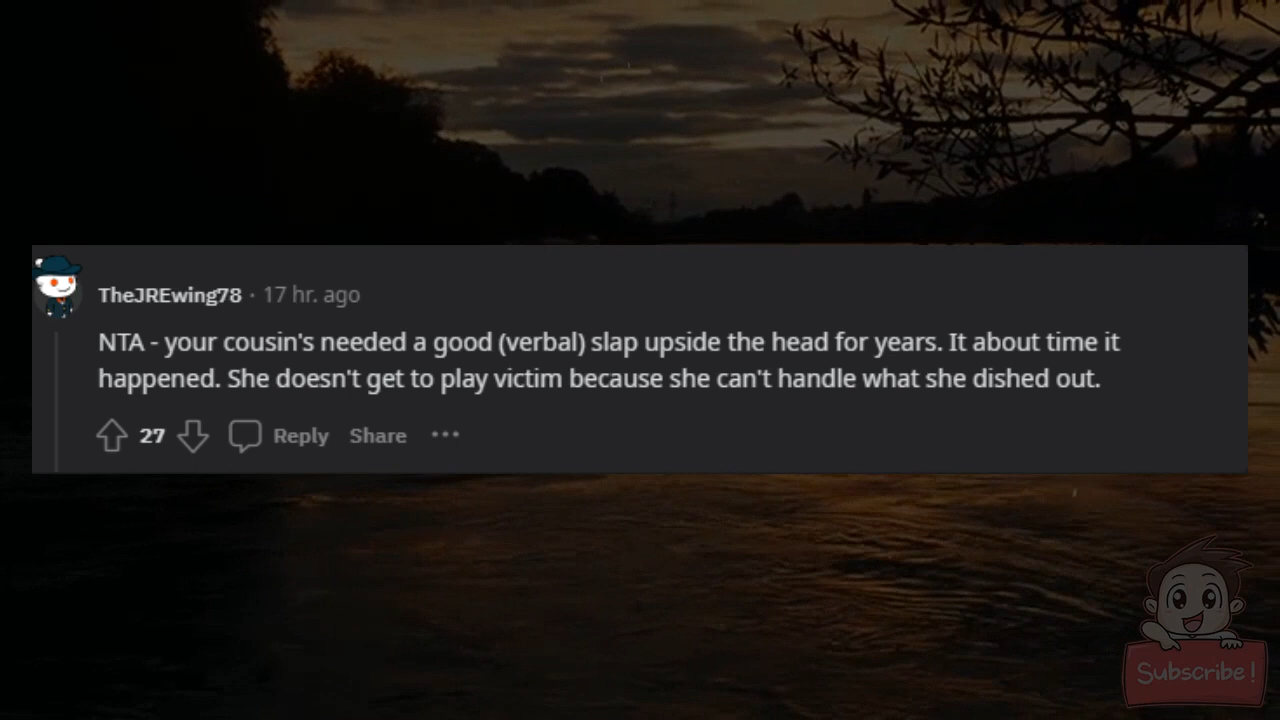 TheJREwing78 · 17 hr. ago
NTA - your cousin's needed a good (verbal) slap upside the head for years. It about time it
happened. She doesn't get to play victim because she can't handle what she dished out.
27 Reply Share ···
Subscribe!